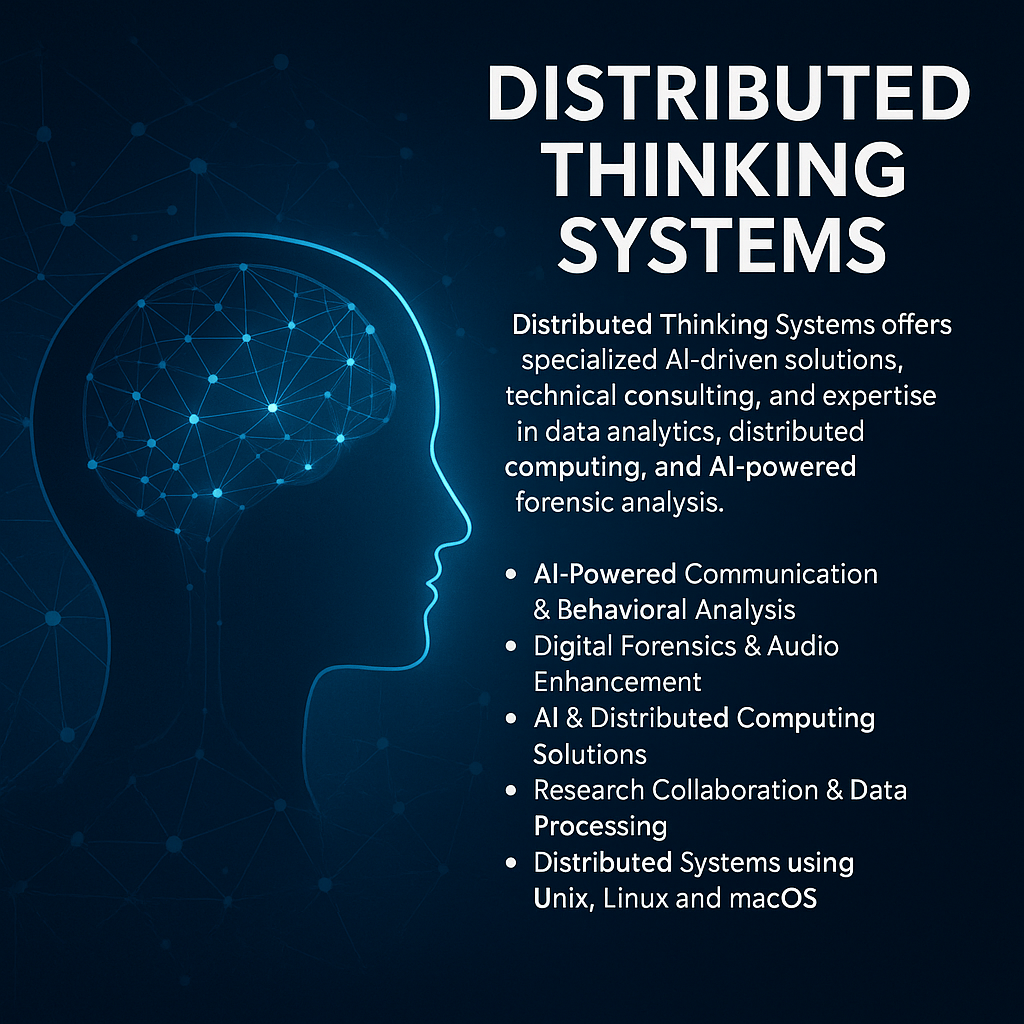 DISTRIBUTED
THINKING
SYSTEMS
Distributed Thinking Systems offers
specialized AI-driven solutions,
technical consulting, and expertise
in data analytics, distributed
computing, and AI-powered
forensic analysis.
• AI-Powered Communication
& Behavioral Analysis
• Digital Forensics & Audio
Enhancement
• AI & Distributed Computing
Solutions
• Research Collaboration & Data
Processing
• Distributed Systems using
Unix, Linux and macOS